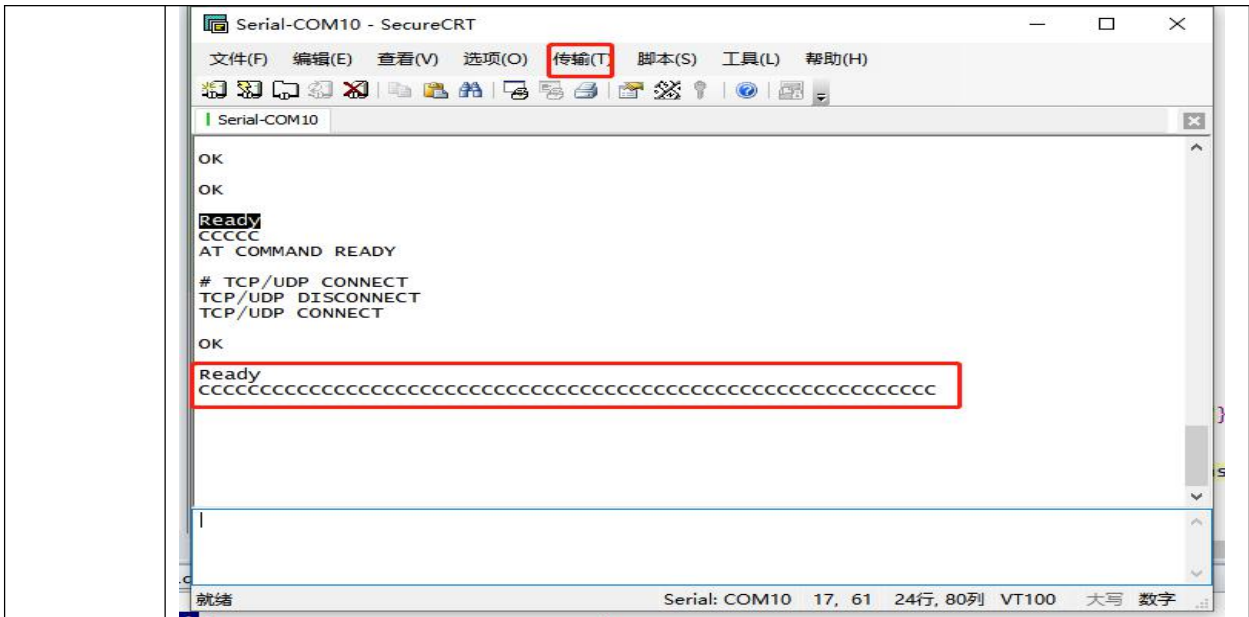 Serial-COM10 - SecureCRT
文件(F) 编辑(E) 查看(V) 选项(O) 传输(T) 脚本(S) 工具(L) 帮助(H)
Serial-COM10
OK
OK
Ready
CCCCC
AT COMMAND READY
# TCP/UDP CONNECT
TCP/UDP DISCONNECT
TCP/UDP CONNECT
OK
Ready
CCCCCCCCCCCCCCCCCCCCCCCCCCCCCCCCCCCCCCCCCCCCCCCCCCCCCCCCCCCC
就绪 Serial: COM10 17, 61 24行, 80列 VT100 大写 数字